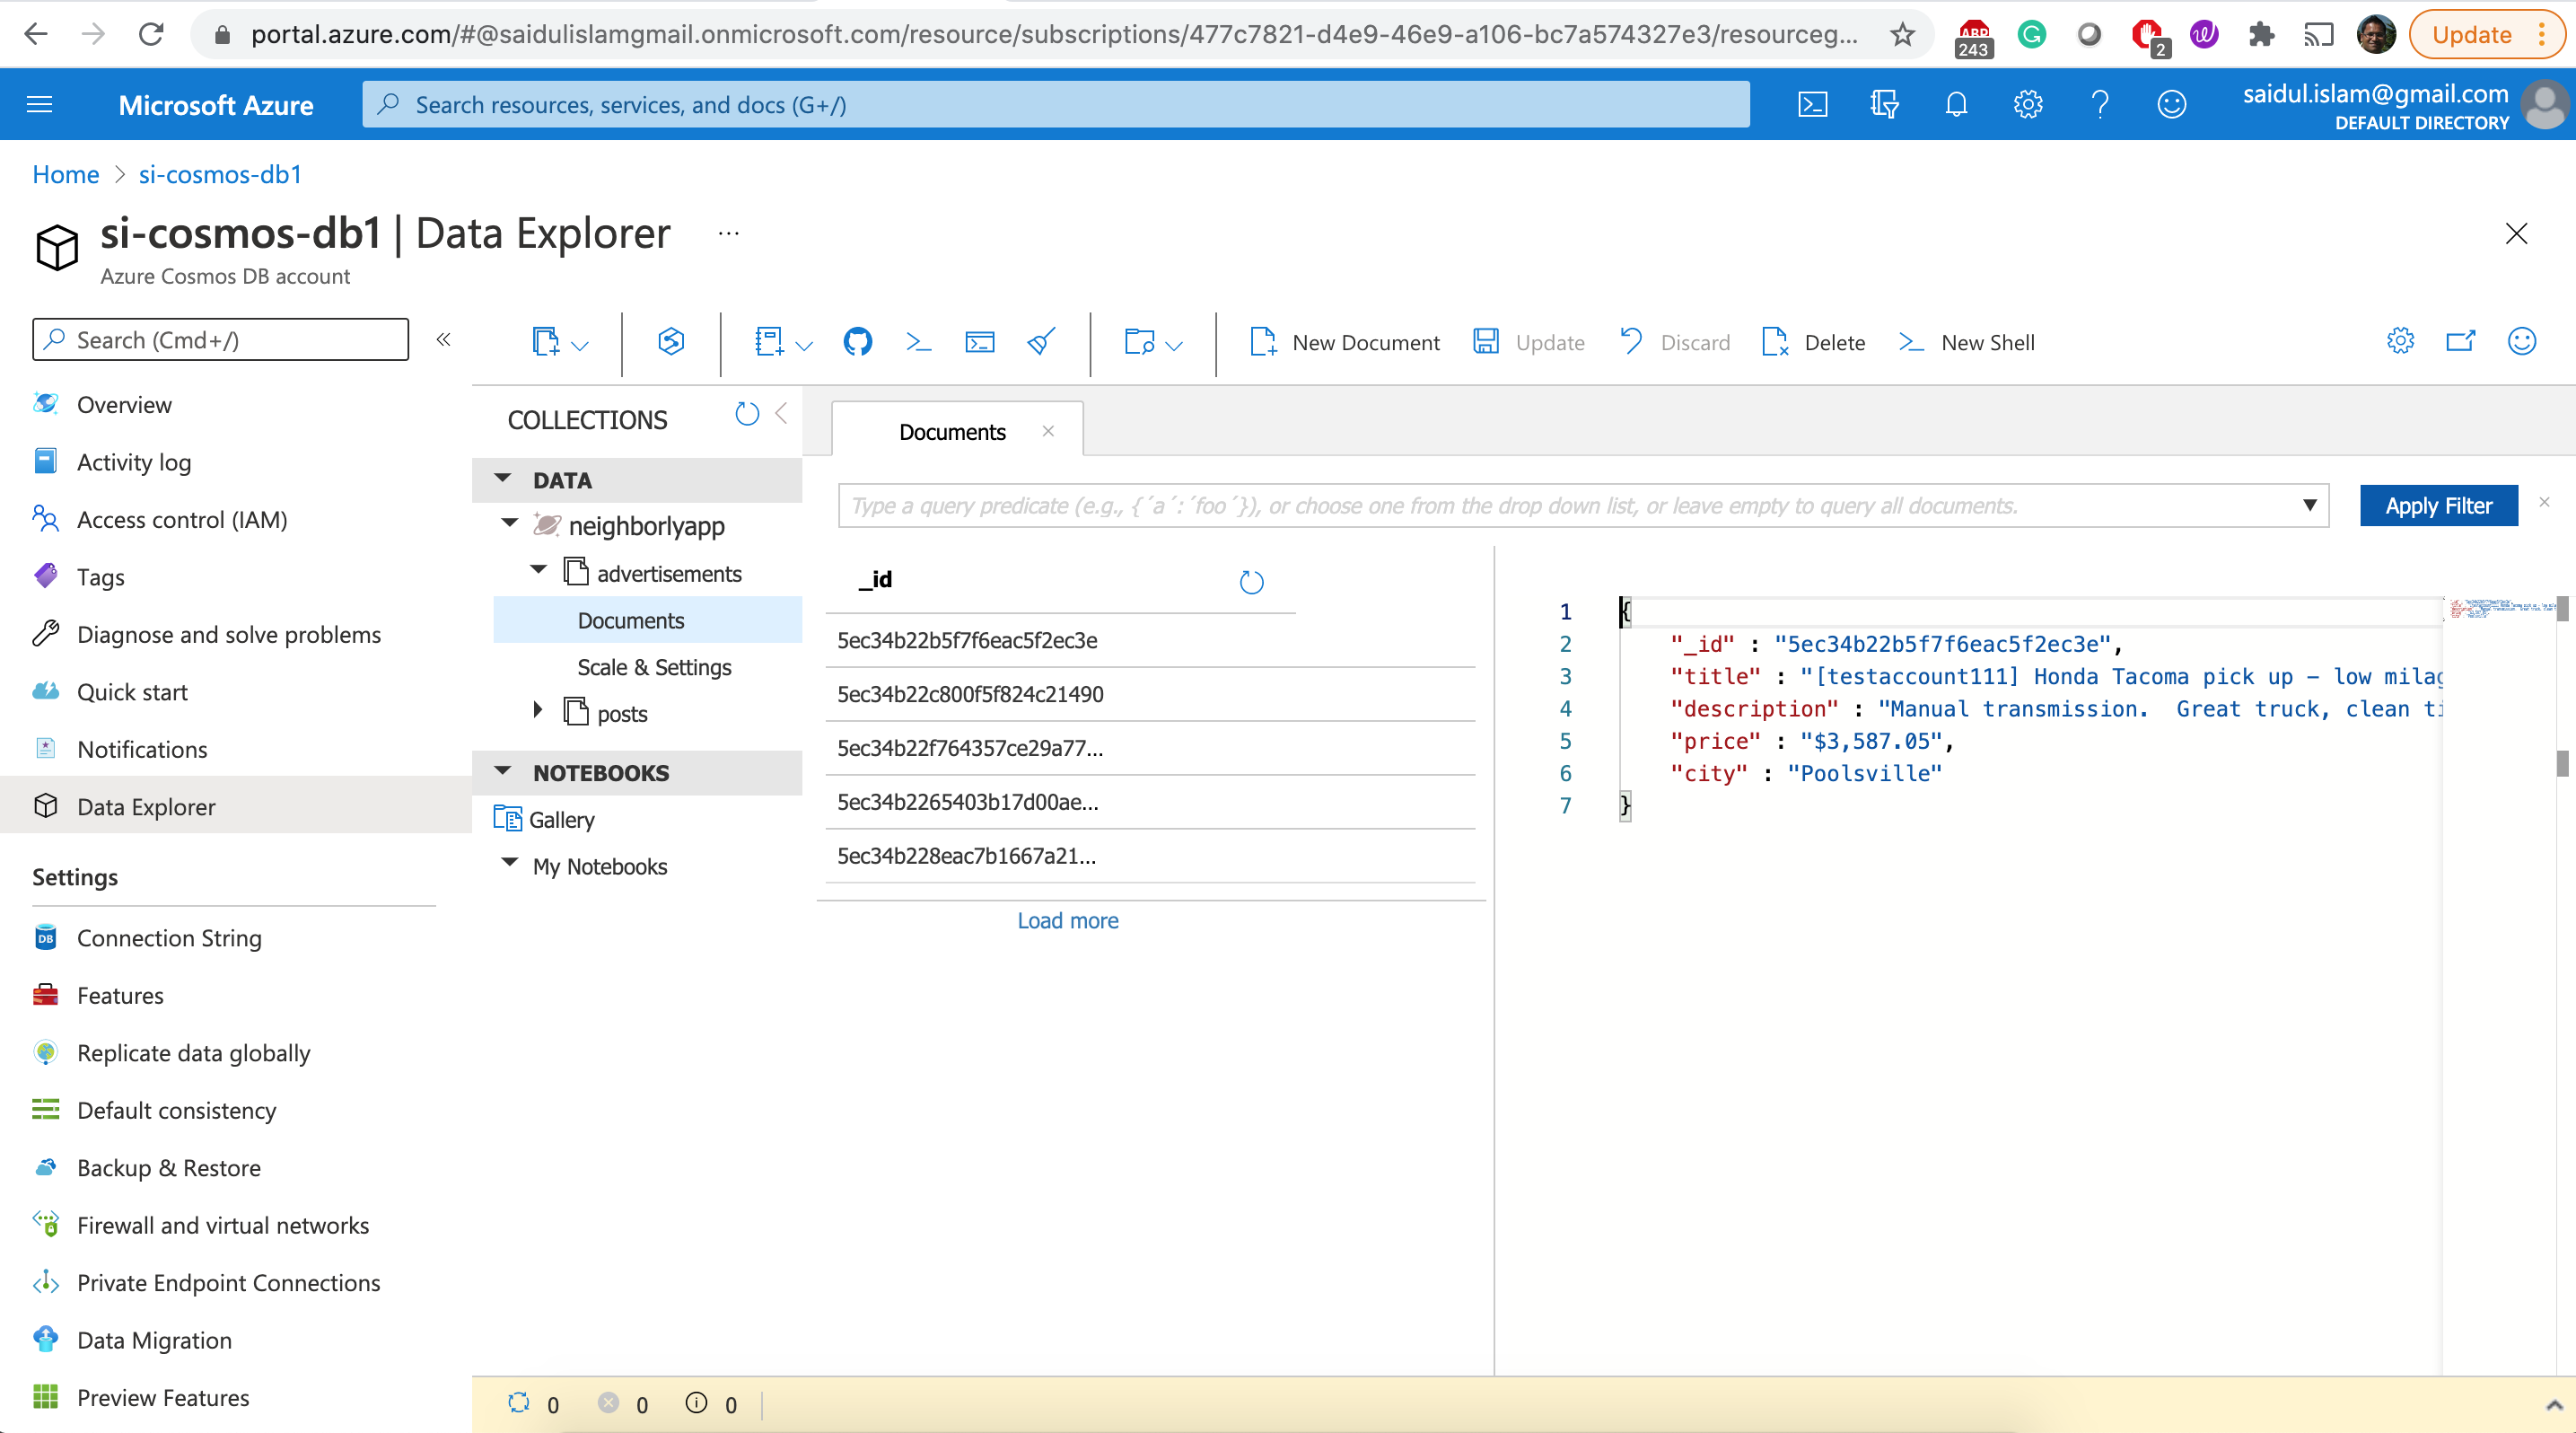 portal.azure.com/#@saidulislamgmail.onmicrosoft.com/resource/subscriptions/477c7821-d4e9-46e9-a106-bc7a574327e3/resourceg...
ABP
243
2
Update
Microsoft Azure
Search resources, services, and docs (G+/)
saidul.islam@gmail.com
DEFAULT DIRECTORY
Home > si-cosmos-db1
si-cosmos-db1 | Data Explorer ...
Azure Cosmos DB account
Search (Cmd+/)
«
New Document
Update
Discard
Delete
New Shell
Overview
Activity log
Access control (IAM)
Tags
Diagnose and solve problems
Quick start
Notifications
Data Explorer
Settings
Connection String
Features
Replicate data globally
Default consistency
Backup & Restore
Firewall and virtual networks
Private Endpoint Connections
Data Migration
Preview Features
COLLECTIONS
DATA
neighborlyapp
advertisements
Documents
Scale & Settings
posts
NOTEBOOKS
Gallery
My Notebooks
Documents
Type a query predicate (e.g., {´a´:´foo´}), or choose one from the drop down list, or leave empty to query all documents.
Apply Filter
_id
5ec34b22b5f7f6eac5f2ec3e
5ec34b22c800f5f824c21490
5ec34b22f764357ce29a77...
5ec34b2265403b17d00ae...
5ec34b228eac7b1667a21...
Load more
1 {
2 "_id" : "5ec34b22b5f7f6eac5f2ec3e",
3 "title" : "[testaccount111] Honda Tacoma pick up - low milag
4 "description" : "Manual transmission.  Great truck, clean ti
5 "price" : "$3,587.05",
6 "city" : "Poolsville"
7 }
0 0 0